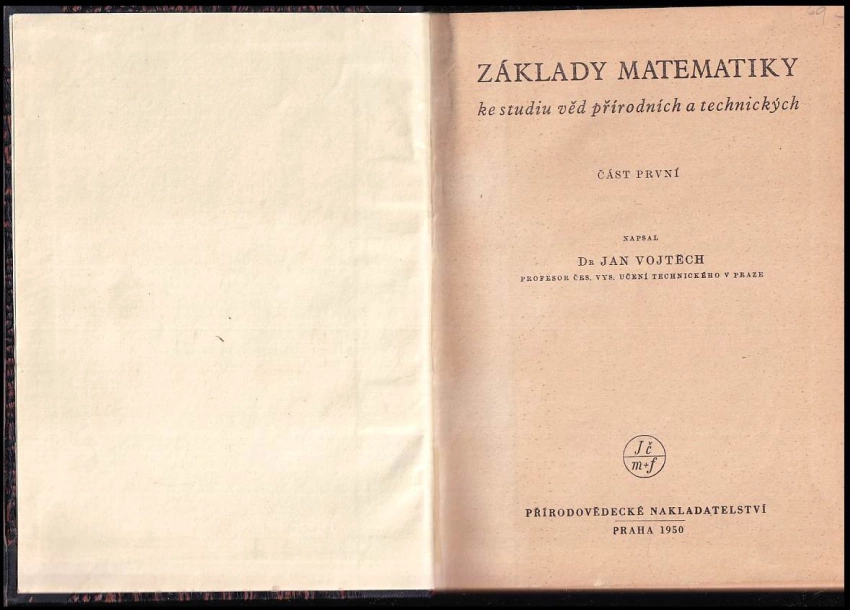 ZÁKLADY MATEMATIKY
ke studiu věd přírodních a technických
ČÁST PRVNÍ
NAPSAL
Dr JAN VOJTĚCH
PROFESOR ČES. VYS. UČENÍ TECHNICKÉHO V PRAZE
Jč
m+f
PŘÍRODOVĚDECKÉ NAKLADATELSTVÍ
PRAHA 1950